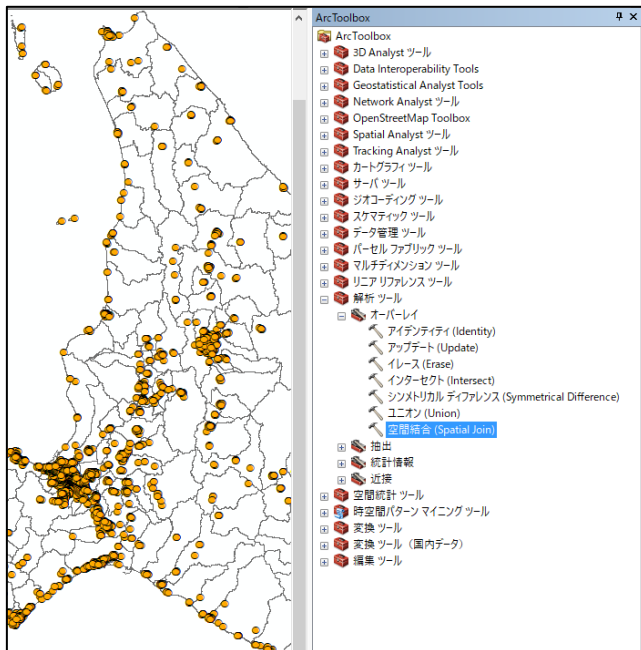 ArcToolbox
ArcToolbox
3D Analyst ツール
Data Interoperability Tools
Geostatistical Analyst Tools
Network Analyst ツール
OpenStreetMap Toolbox
Spatial Analyst ツール
Tracking Analyst ツール
カートグラフィ ツール
サーバ ツール
ジオコーディング ツール
スケマティック ツール
データ管理 ツール
パーセル ファブリック ツール
マルチディメンション ツール
リニア リファレンス ツール
解析 ツール
オーバーレイ
アイデンティティ (Identity)
アップデート (Update)
イレース (Erase)
インターセクト (Intersect)
シンメトリカル ディファレンス (Symmetrical Difference)
ユニオン (Union)
空間結合 (Spatial Join)
抽出
統計情報
近接
空間統計 ツール
時空間パターン マイニング ツール
変換 ツール
変換 ツール（国内データ）
編集 ツール